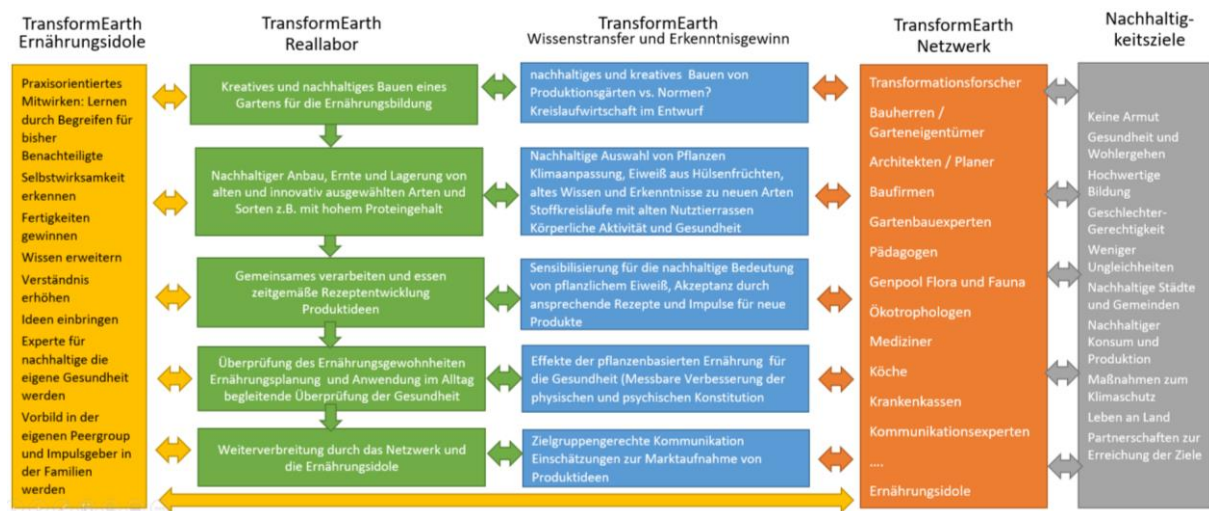 TransformEarth
Ernährungsidole
Praxisorientiertes
Mitwirken: Lernen
durch Begreifen für
bisher
Benachteiligte
Selbstwirksamkeit
erkennen
Fertigkeiten
gewinnen
Wissen erweitern
Verständnis
erhöhen
Ideen einbringen
Experte für
nachhaltige die
eigene Gesundheit
werden
Vorbild in der
eigenen Peergroup
und Impulsgeber in
der Familien
werden
TransformEarth
Reallabor
Kreatives und nachhaltiges Bauen eines
Gartens für die Ernährungsbildung
Nachhaltiger Anbau, Ernte und Lagerung von
alten und innovativ ausgewählten Arten und
Sorten z.B. mit hohem Proteingehalt
Gemeinsames verarbeiten und essen
zeitgemäße Rezeptentwicklung
Produktideen
Überprüfung des Ernährungsgewohnheiten
Ernährungsplanung und Anwendung im Alltag
begleitende Überprüfung der Gesundheit
Weiterverbreitung durch das Netzwerk und
die Ernährungsidole
TransformEarth
Wissenstransfer und Erkenntnisgewinn
nachhaltiges und kreatives Bauen von
Produktionsgärten vs. Normen?
Kreislaufwirtschaft im Entwurf
Nachhaltige Auswahl von Pflanzen
Klimaanpassung, Eiweiß aus Hülsenfrüchten,
altes Wissen und Erkenntnisse zu neuen Arten
Stoffkreisläufe mit alten Nutztierrassen
Körperliche Aktivität und Gesundheit
Sensibilisierung für die nachhaltige Bedeutung
von pflanzlichem Eiweiß, Akzeptanz durch
ansprechende Rezepte und Impulse für neue
Produkte
Effekte der pflanzenbasierten Ernährung für
die Gesundheit (Messbare Verbesserung der
physischen und psychischen Konstitution
Zielgruppengerechte Kommunikation
Einschätzungen zur Marktaufnahme von
Produktideen
TransformEarth
Netzwerk
Transformationsforscher
Bauherren /
Garteneigentümer
Architekten / Planer
Baufirmen
Gartenbauexperten
Pädagogen
Genpool Flora und Fauna
Ökotrophologen
Mediziner
Köche
Krankenkassen
Kommunikationsexperten
....
Ernährungsidole
Nachhaltig-
keitsziele
Keine Armut
Gesundheit und
Wohlergehen
Hochwertige
Bildung
Geschlechter-
Gerechtigkeit
Weniger
Ungleichheiten
Nachhaltige Städte
und Gemeinden
Nachhaltiger
Konsum und
Produktion
Maßnahmen zum
Klimaschutz
Leben an Land
Partnerschaften zur
Erreichung der Ziele